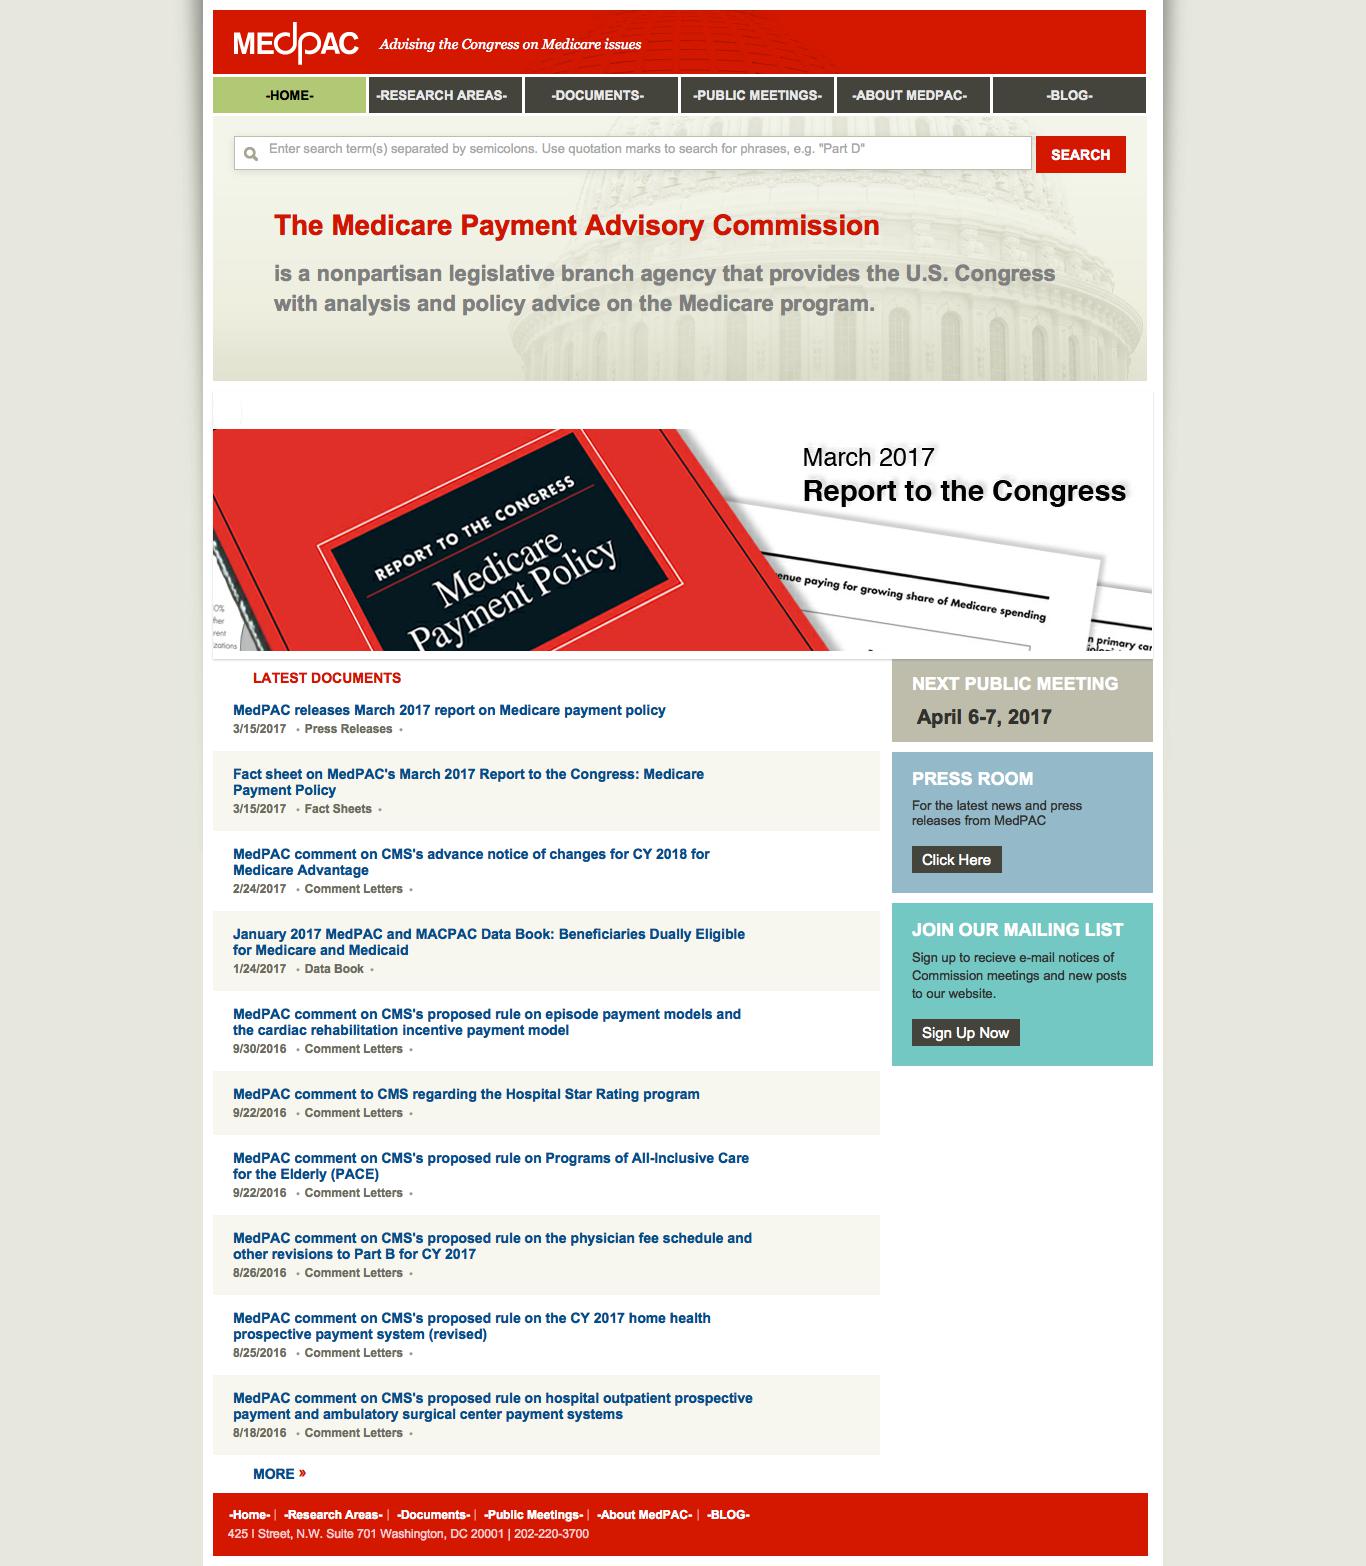 MEdpAC Advising the Congress on Medicare issues
-HOME- -RESEARCH AREAS- -DOCUMENTS- -PUBLIC MEETINGS- -ABOUT MEDPAC- -BLOG-
Enter search term(s) separated by semicolons. Use quotation marks to search for phrases, e.g. "Part D"
SEARCH
The Medicare Payment Advisory Commission
is a nonpartisan legislative branch agency that provides the U.S. Congress
with analysis and policy advice on the Medicare program.
March 2017
Report to the Congress
REPORT TO THE CONGRESS
Medicare
Payment Policy
paying for growing share of Medicare spending
primary
LATEST DOCUMENTS
MedPAC releases March 2017 report on Medicare payment policy
3/15/2017 • Press Releases •
Fact sheet on MedPAC's March 2017 Report to the Congress: Medicare
Payment Policy
3/15/2017 • Fact Sheets •
MedPAC comment on CMS's advance notice of changes for CY 2018 for
Medicare Advantage
2/24/2017 • Comment Letters •
January 2017 MedPAC and MACPAC Data Book: Beneficiaries Dually Eligible
for Medicare and Medicaid
1/24/2017 • Data Book •
MedPAC comment on CMS's proposed rule on episode payment models and
the cardiac rehabilitation incentive payment model
9/30/2016 • Comment Letters •
MedPAC comment to CMS regarding the Hospital Star Rating program
9/22/2016 • Comment Letters •
MedPAC comment on CMS's proposed rule on Programs of All-Inclusive Care
for the Elderly (PACE)
9/22/2016 • Comment Letters •
MedPAC comment on CMS's proposed rule on the physician fee schedule and
other revisions to Part B for CY 2017
8/26/2016 • Comment Letters •
MedPAC comment on CMS's proposed rule on the CY 2017 home health
prospective payment system (revised)
8/25/2016 • Comment Letters •
MedPAC comment on CMS's proposed rule on hospital outpatient prospective
payment and ambulatory surgical center payment systems
8/18/2016 • Comment Letters •
MORE »
NEXT PUBLIC MEETING
April 6-7, 2017
PRESS ROOM
For the latest news and press
releases from MedPAC
Click Here
JOIN OUR MAILING LIST
Sign up to recieve e-mail notices of
Commission meetings and new posts
to our website.
Sign Up Now
-Home- | -Research Areas- | -Documents- | -Public Meetings- | -About MedPAC- | -BLOG-
425 I Street, N.W. Suite 701 Washington, DC 20001 | 202-220-3700